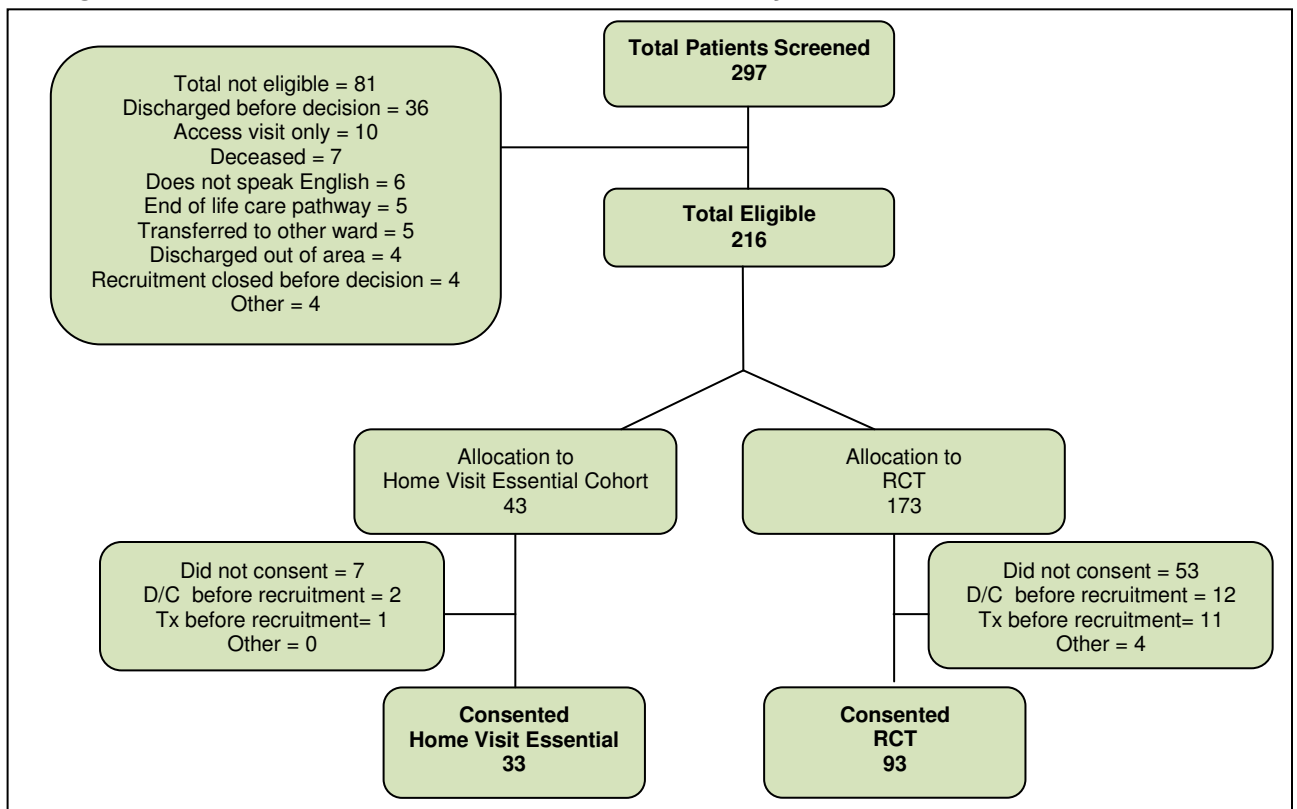 Total Patients Screened
297
Total not eligible = 81
Discharged before decision = 36
Access visit only = 10
Deceased = 7
Does not speak English = 6
End of life care pathway = 5
Transferred to other ward = 5
Discharged out of area = 4
Recruitment closed before decision = 4
Other = 4
Total Eligible
216
Allocation to
Home Visit Essential Cohort
43
Allocation to
RCT
173
Did not consent = 7
D/C  before recruitment = 2
Tx before recruitment= 1
Other = 0
Did not consent = 53
D/C  before recruitment = 12
Tx before recruitment= 11
Other = 4
Consented
Home Visit Essential
33
Consented
RCT
93